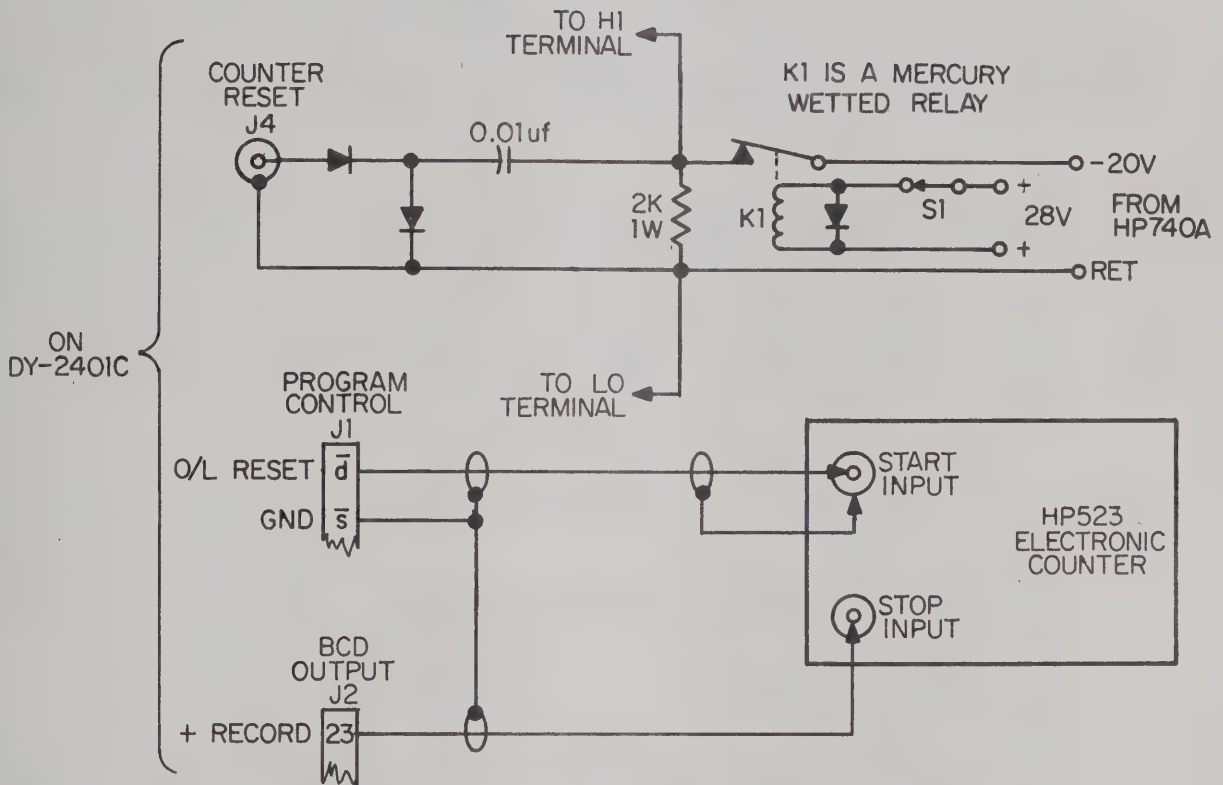 TO HI
TERMINAL
COUNTER
RESET
J4
0.01uf
K1 IS A MERCURY
WETTED RELAY
-20V
2K
1W
K1
S1
+
28V
+
FROM
HP740A
RET
ON
DY-2401C
PROGRAM
CONTROL
J1
TO LO
TERMINAL
O/L RESET
d̅
GND
s̅
START
INPUT
HP523
ELECTRONIC
COUNTER
STOP
INPUT
BCD
OUTPUT
J2
+ RECORD
23